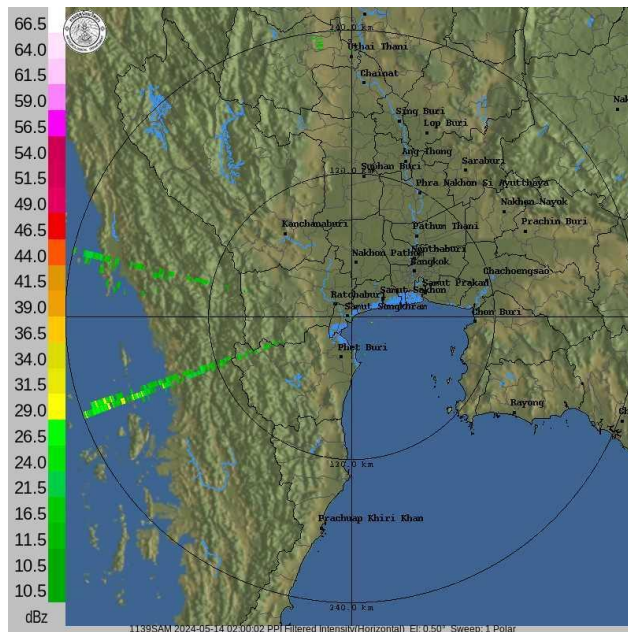 66.5
64.0
61.5
59.0
56.5
54.0
51.5
49.0
46.5
44.0
41.5
39.0
36.5
34.0
31.5
29.0
26.5
24.0
21.5
16.5
11.5
10.5
10.5
dBz
240.0 km
Uthai Thani
Chainat
Sing Buri
Lop Buri
Ang Thong
Saraburi
120.0 km
Suphan Buri
Phra Nakhon Si Ayutthaya
Nakhon Nayok
Kanchanaburi
Pathum Thani
Prachin Buri
Nonthaburi
Nakhon Pathom
Bangkok
Chachoengsao
Samut Prakan
Samut Sakhon
Ratchaburi
Samut Songkhram
Chon Buri
Phet Buri
Rayong
120.0 km
Prachuap Khiri Khan
240.0 km
1139SAM 2024-05-14 02:00:02 PPI Filtered Intensity(Horizontal) El: 0.50° Sweep: 1 Polar